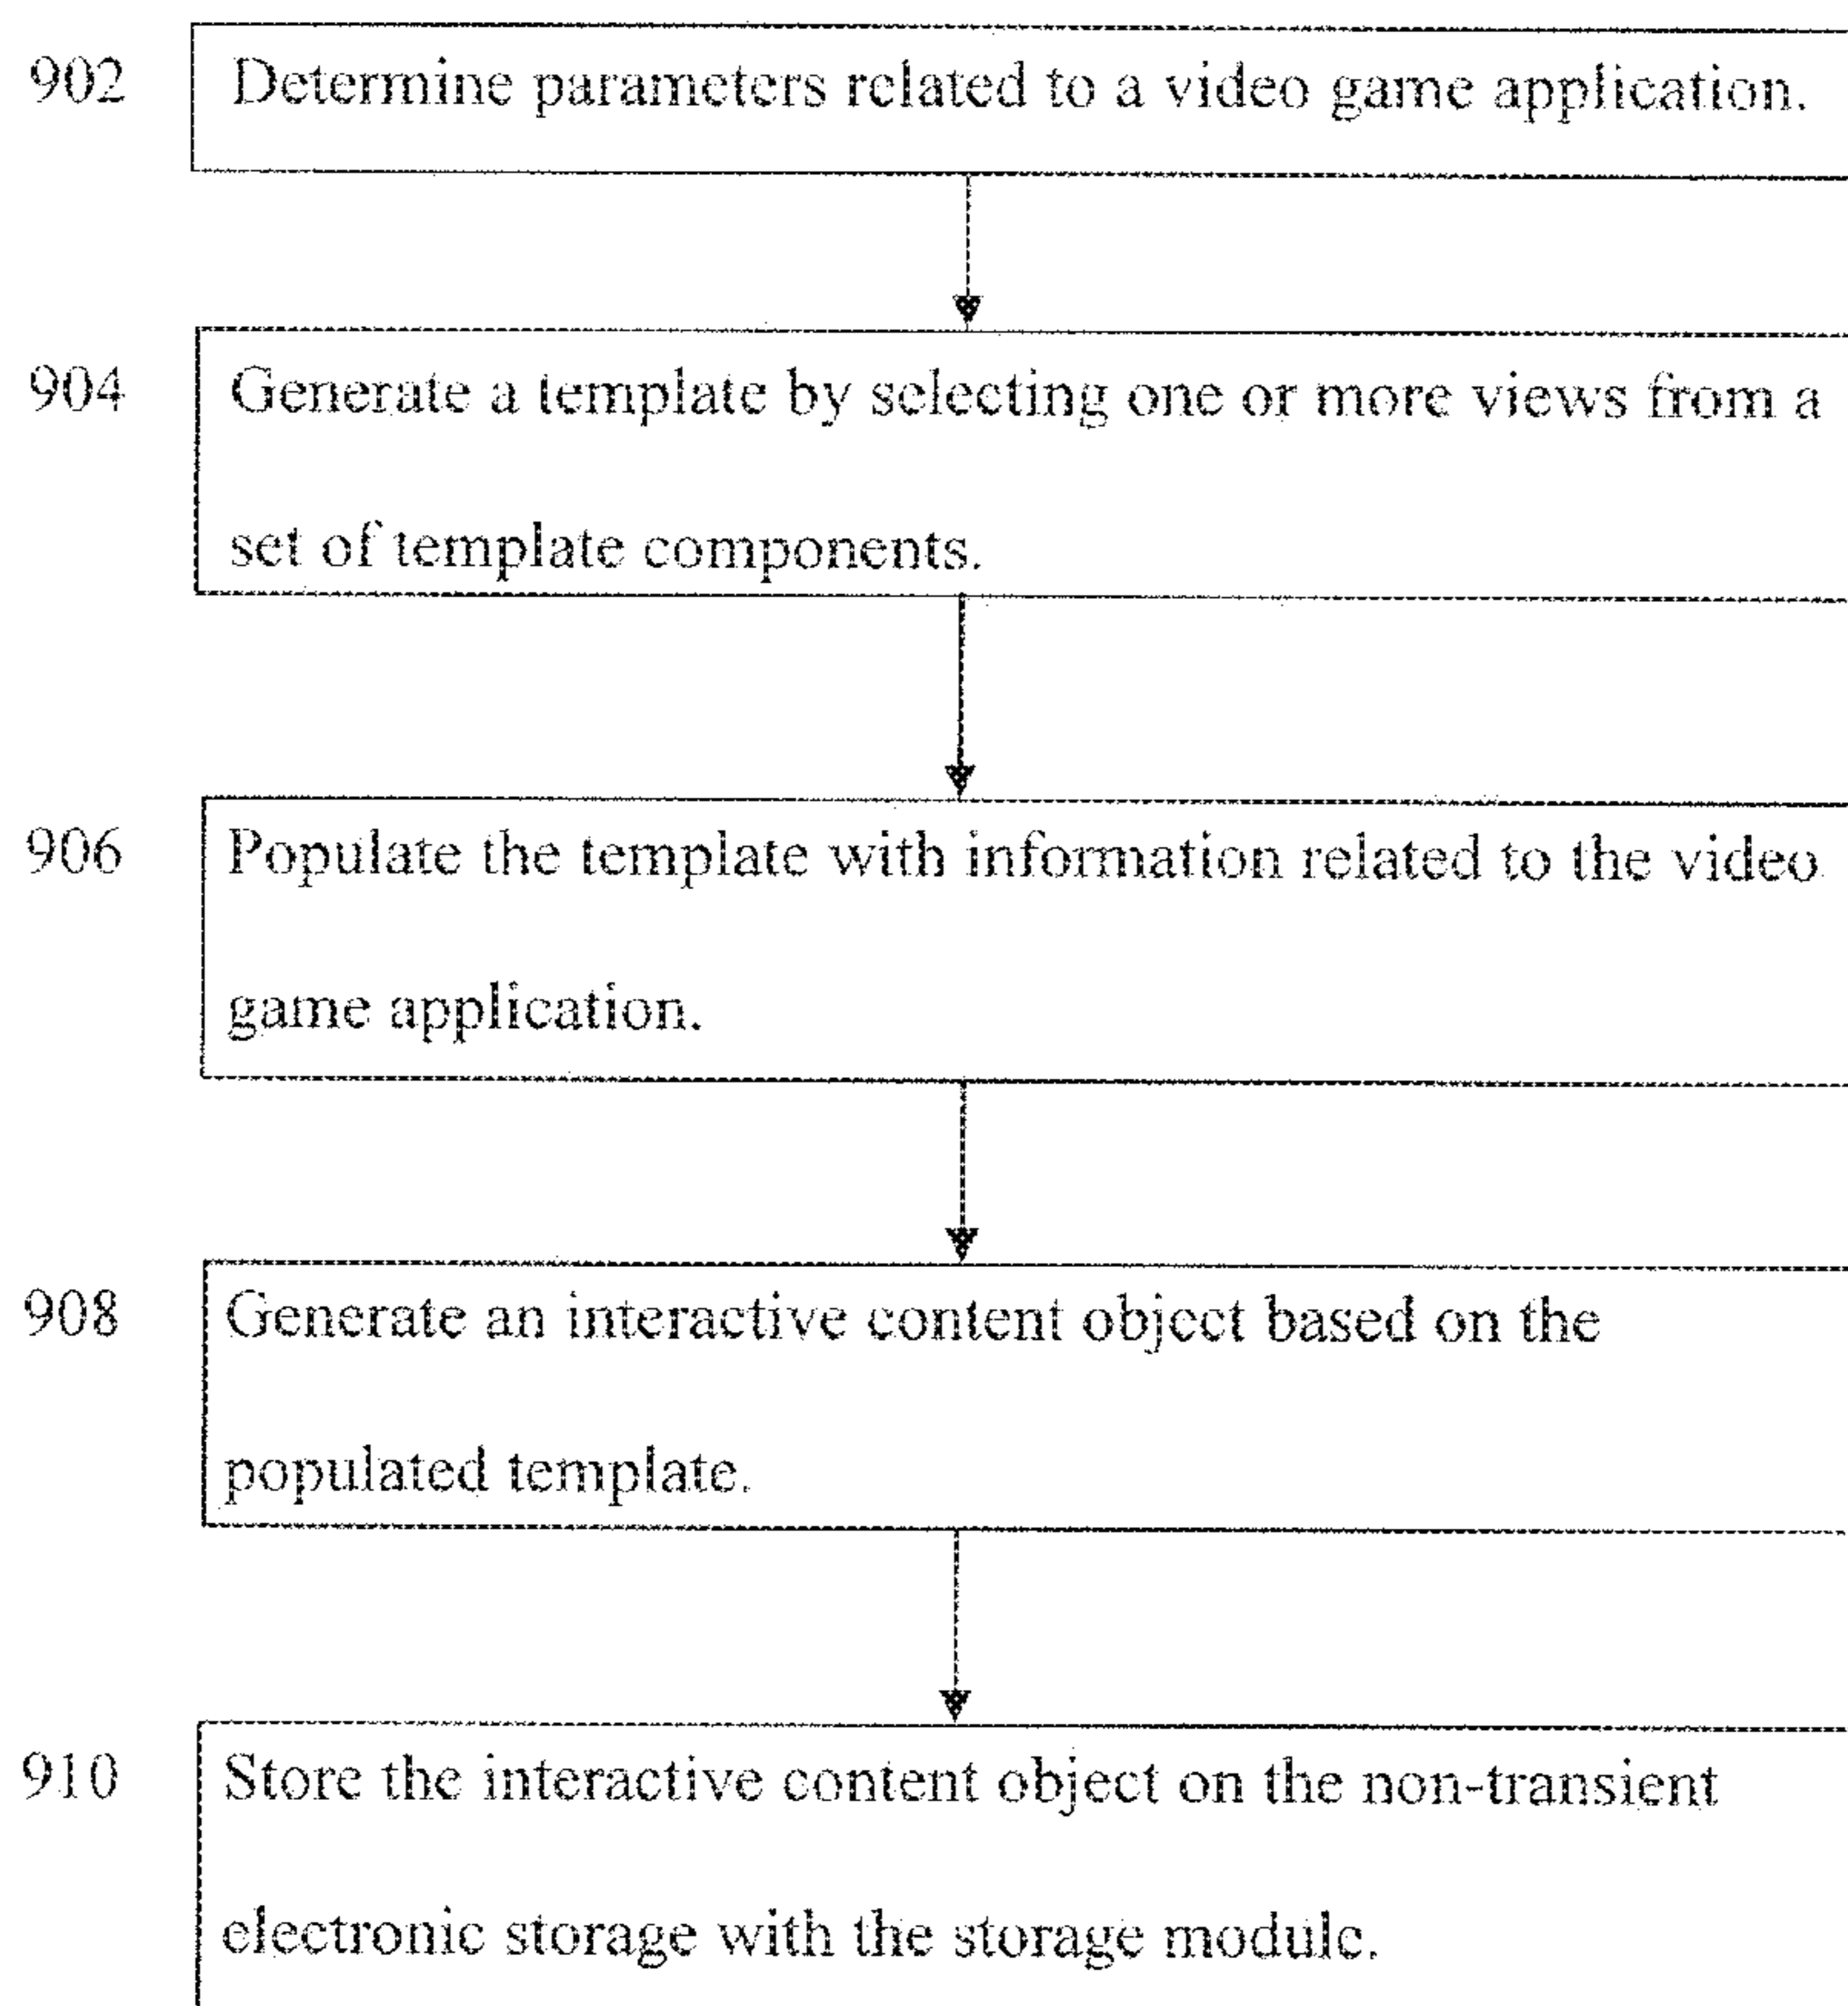 902 Determine parameters related to a video game application.
904 Generate a template by selecting one or more views from a
set of template components.
906 Populate the template with information related to the video
game application.
908 Generate an interactive content object based on the
populated template.
910 Store the interactive content object on the non-transient
electronic storage with the storage module.